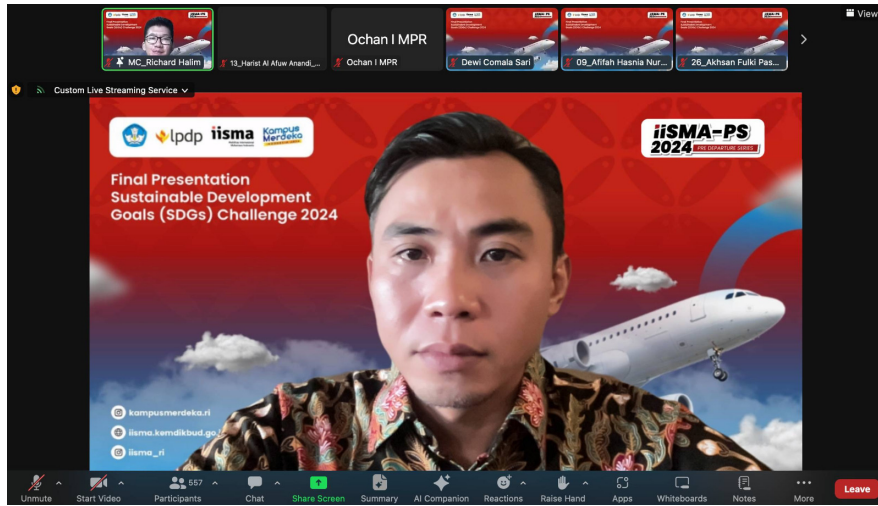 View
Ochan I MPR
MC_Richard Halim
13_Harist Al Afuw Anandi_...
Ochan I MPR
Dewi Comala Sari
09_Afifah Hasnia Nur...
26_Akhsan Fulki Pas...
Custom Live Streaming Service
lpdp
iisma
Kampus
Merdeka
iiSMA-PS
2024 PRE DEPARTURE SERIES
Final Presentation
Sustainable Development
Goals (SDGs) Challenge 2024
kampusmerdeka.ri
iisma.kemdikbud.go.
iisma_ri
Unmute
Start Video
557
Participants
Chat
Share Screen
Summary
AI Companion
Reactions
Raise Hand
Apps
Whiteboards
Notes
More
Leave